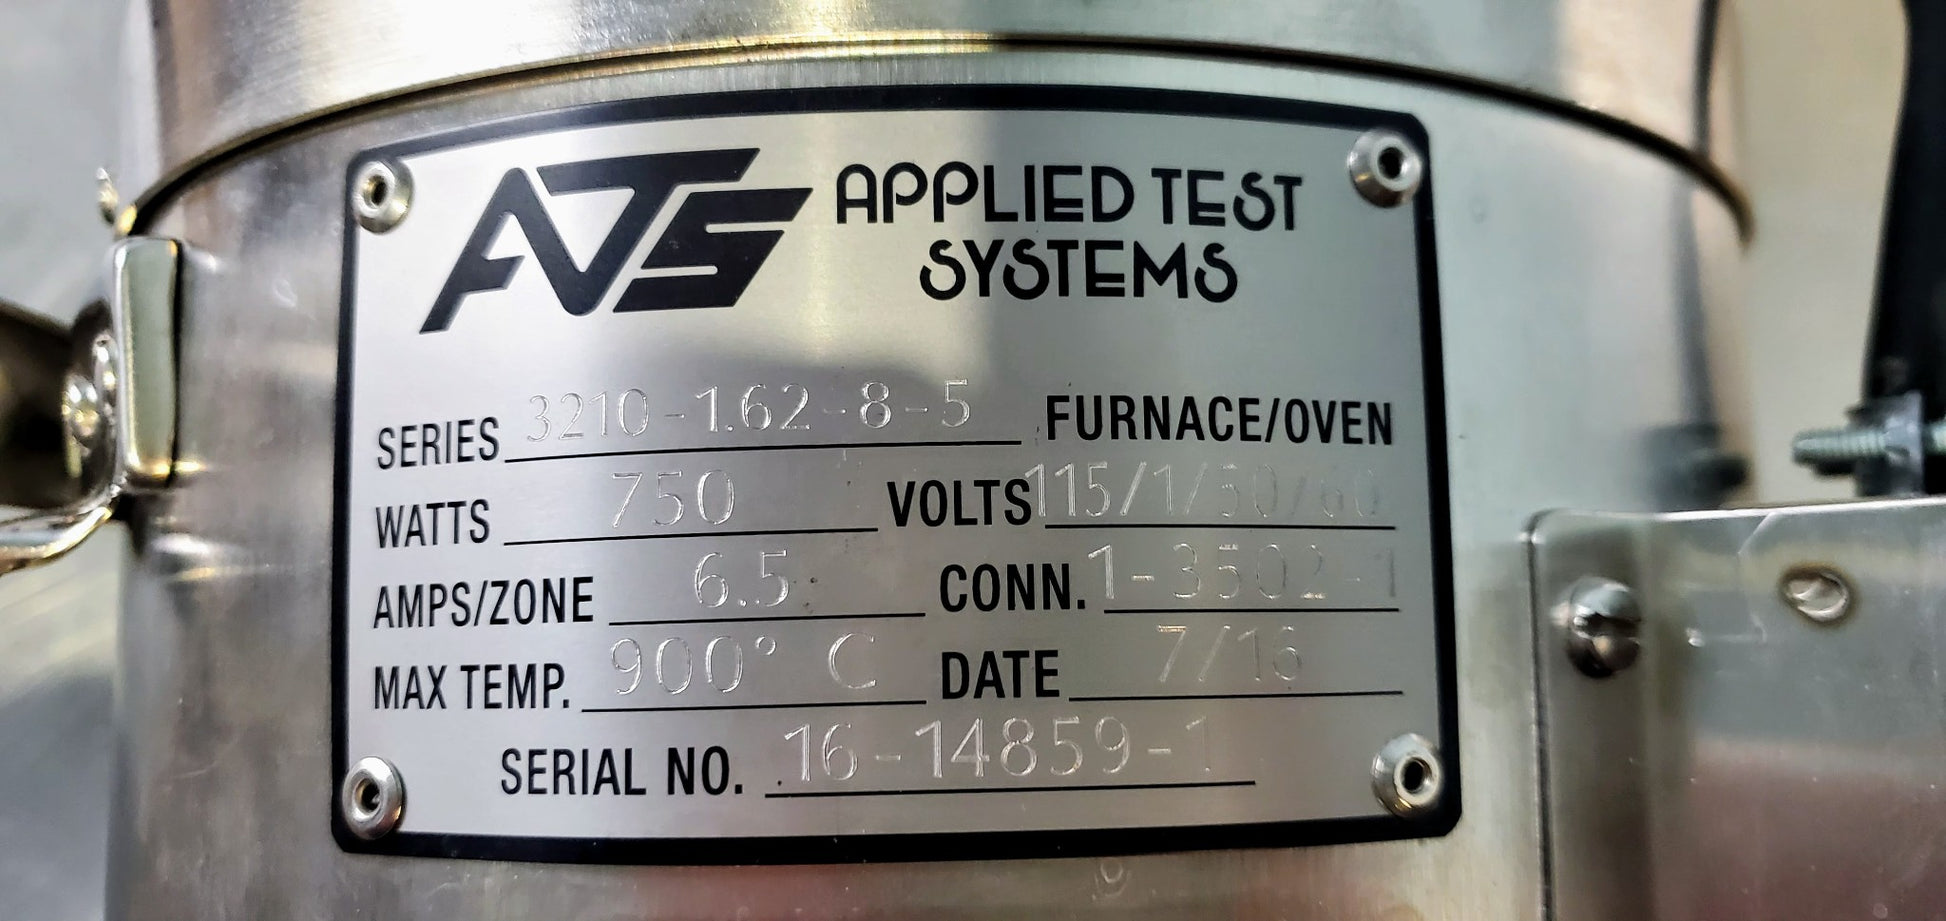 ATS APPLIED TEST
SYSTEMS
SERIES 3210-1.62-8-5 FURNACE/OVEN
WATTS 750 VOLTS 115/1/50/60
AMPS/ZONE 6.5 CONN. 1-3502-1
MAX TEMP. 900° C DATE 7/16
SERIAL NO. 16-14859-1